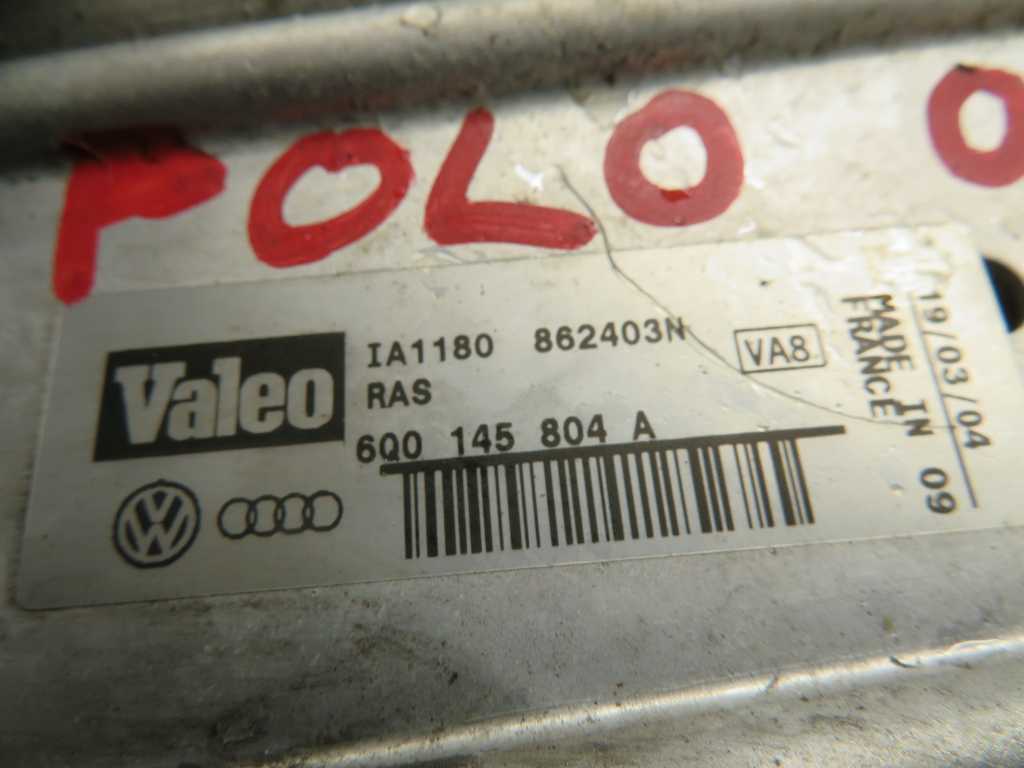 POLO 0
Valeo
IA1180 862403N
RAS
VA8
6Q0 145 804 A
MADE IN
FRANCE
09
19/03/04